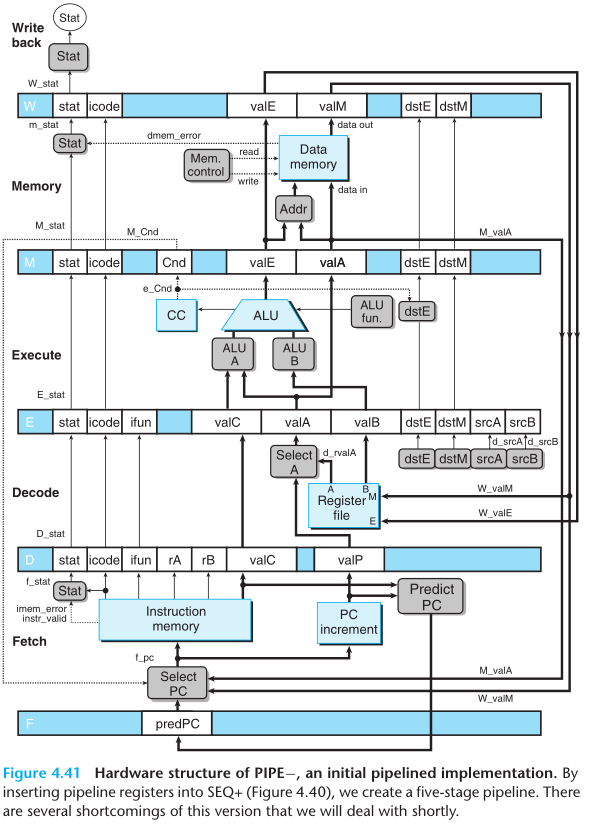 Write
back
Stat
Stat
W_stat
W stat icode valE valM dstE dstM
m_stat
data out
dmem_error
Stat
Data
memory
Mem.
control
read
write
Memory
data in
Addr
M_stat
M_Cnd
M_valA
M stat icode Cnd valE valA dstE dstM
e_Cnd
CC
ALU
ALU
fun.
dstE
ALU
A
ALU
B
Execute
E_stat
E stat icode ifun valC valA valB dstE dstM srcA srcB
d_srcA d_srcB
Select
A
d_rvalA
dstE dstM srcA srcB
A B
M
Register
file
E
W_valM
W_valE
Decode
D_stat
D stat icode ifun rA rB valC valP
f_stat
Stat
imem_error
instr_valid
Instruction
memory
PC
increment
Predict
PC
Fetch
f_pc
Select
PC
M_valA
W_valM
F predPC
Figure 4.41 Hardware structure of PIPE−, an initial pipelined implementation. By
inserting pipeline registers into SEQ+ (Figure 4.40), we create a five-stage pipeline. There
are several shortcomings of this version that we will deal with shortly.